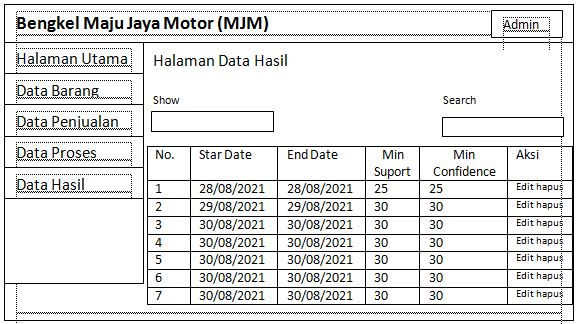 Bengkel Maju Jaya Motor (MJM) Admin
Halaman Utama
Data Barang
Data Penjualan
Data Proses
Data Hasil
Halaman Data Hasil
Show Search
No. Star Date End Date Min Suport Min Confidence Aksi
1 28/08/2021 28/08/2021 25 25 Edit hapus
2 29/08/2021 29/08/2021 30 30 Edit hapus
3 30/08/2021 30/08/2021 30 30 Edit hapus
4 30/08/2021 30/08/2021 30 30 Edit hapus
5 30/08/2021 30/08/2021 30 30 Edit hapus
6 30/08/2021 30/08/2021 30 30 Edit hapus
7 30/08/2021 30/08/2021 30 30 Edit hapus